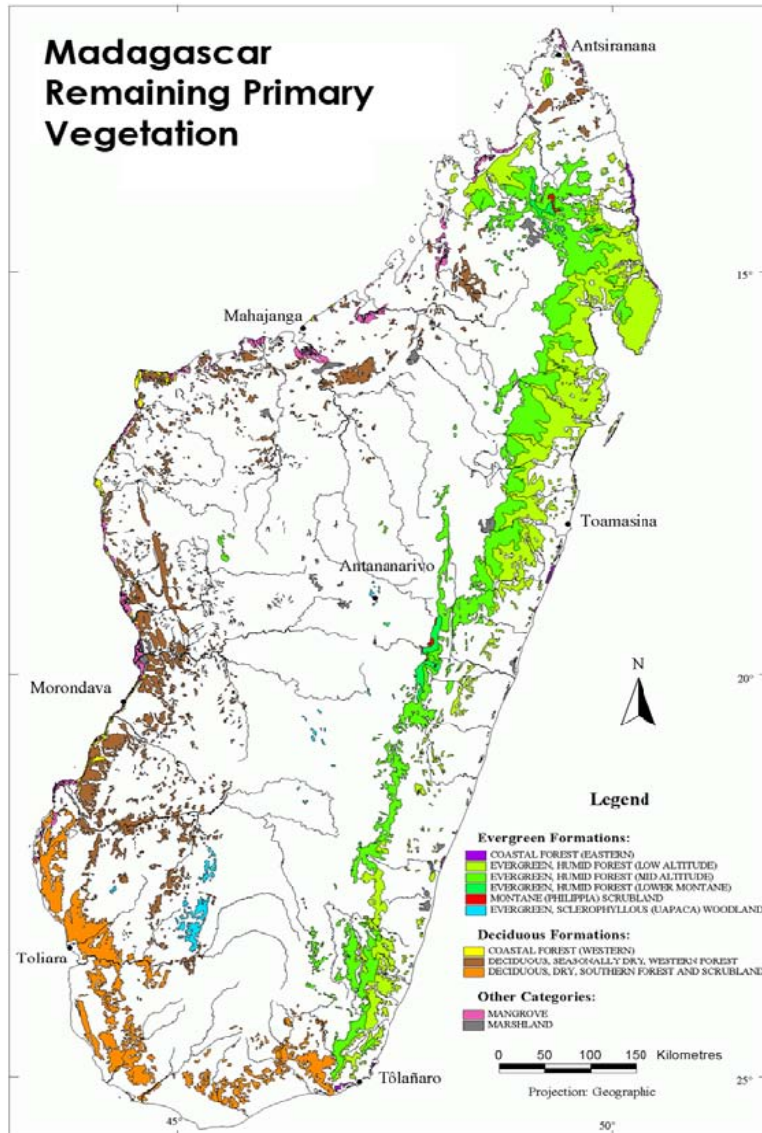 Madagascar
Remaining Primary
Vegetation
Antsiranana
15°
Mahajanga
Toamasina
Antananarivo
N
20°
Morondava
Legend
Evergreen Formations:
COASTAL FOREST (EASTERN)
EVERGREEN, HUMID FOREST (LOW ALTITUDE)
EVERGREEN, HUMID FOREST (MID ALTITUDE)
EVERGREEN, HUMID FOREST (LOWER MONTANE)
MONTANE (PHILIPPIA) SCRUBLAND
EVERGREEN, SCLEROPHYLLOUS (UAPACA) WOODLAND
Deciduous Formations:
COASTAL FOREST (WESTERN)
DECIDUOUS, SEASONALLY DRY, WESTERN FOREST
DECIDUOUS, DRY, SOUTHERN FOREST AND SCRUBLAND
Toliara
Other Categories:
MANGROVE
MARSHLAND
0 50 100 150 Kilometres
Projection: Geographic
Tôlañaro
25°
45°
50°